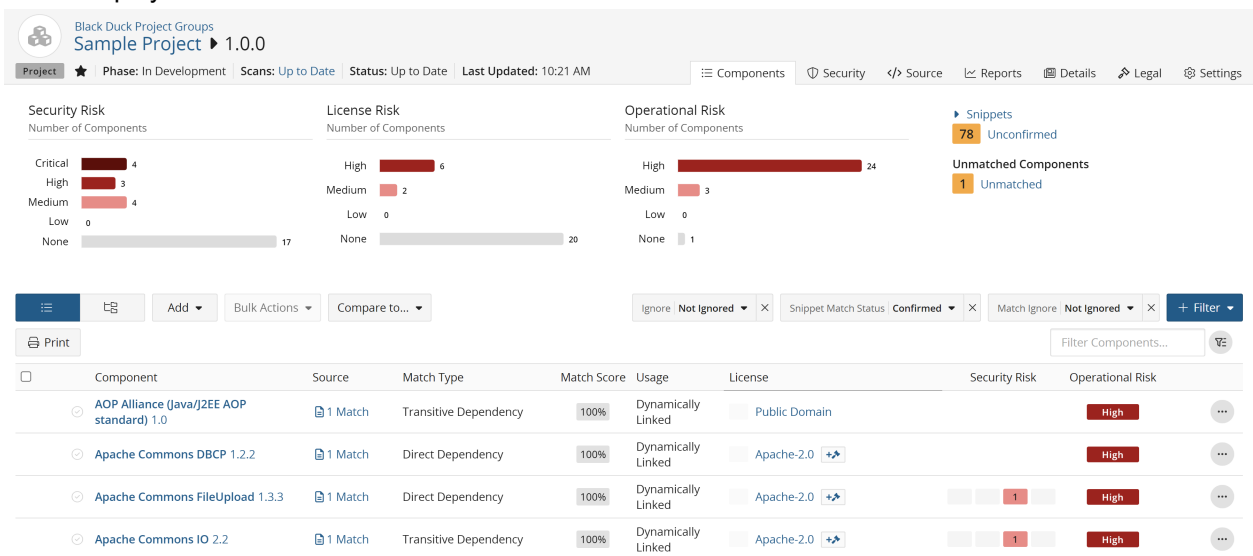 Black Duck Project Groups
Sample Project ▶ 1.0.0
Project ★ Phase: In Development Scans: Up to Date Status: Up to Date Last Updated: 10:21 AM
Components Security </> Source Reports Details Legal Settings
Security Risk
Number of Components
Critical 4
High 3
Medium 4
Low 0
None 17
License Risk
Number of Components
High 6
Medium 2
Low 0
None 20
Operational Risk
Number of Components
High 24
Medium 3
Low 0
None 1
Snippets
78 Unconfirmed
Unmatched Components
1 Unmatched
Add Bulk Actions Compare to... Ignore Not Ignored × Snippet Match Status Confirmed × Match Ignore Not Ignored × + Filter
Print Filter Components...
Component Source Match Type Match Score Usage License Security Risk Operational Risk
AOP Alliance (Java/J2EE AOP
standard) 1.0 1 Match Transitive Dependency 100% Dynamically
Linked Public Domain High ...
Apache Commons DBCP 1.2.2 1 Match Direct Dependency 100% Dynamically
Linked Apache-2.0 High ...
Apache Commons FileUpload 1.3.3 1 Match Direct Dependency 100% Dynamically
Linked Apache-2.0 1 High ...
Apache Commons IO 2.2 1 Match Transitive Dependency 100% Dynamically
Linked Apache-2.0 1 High ...